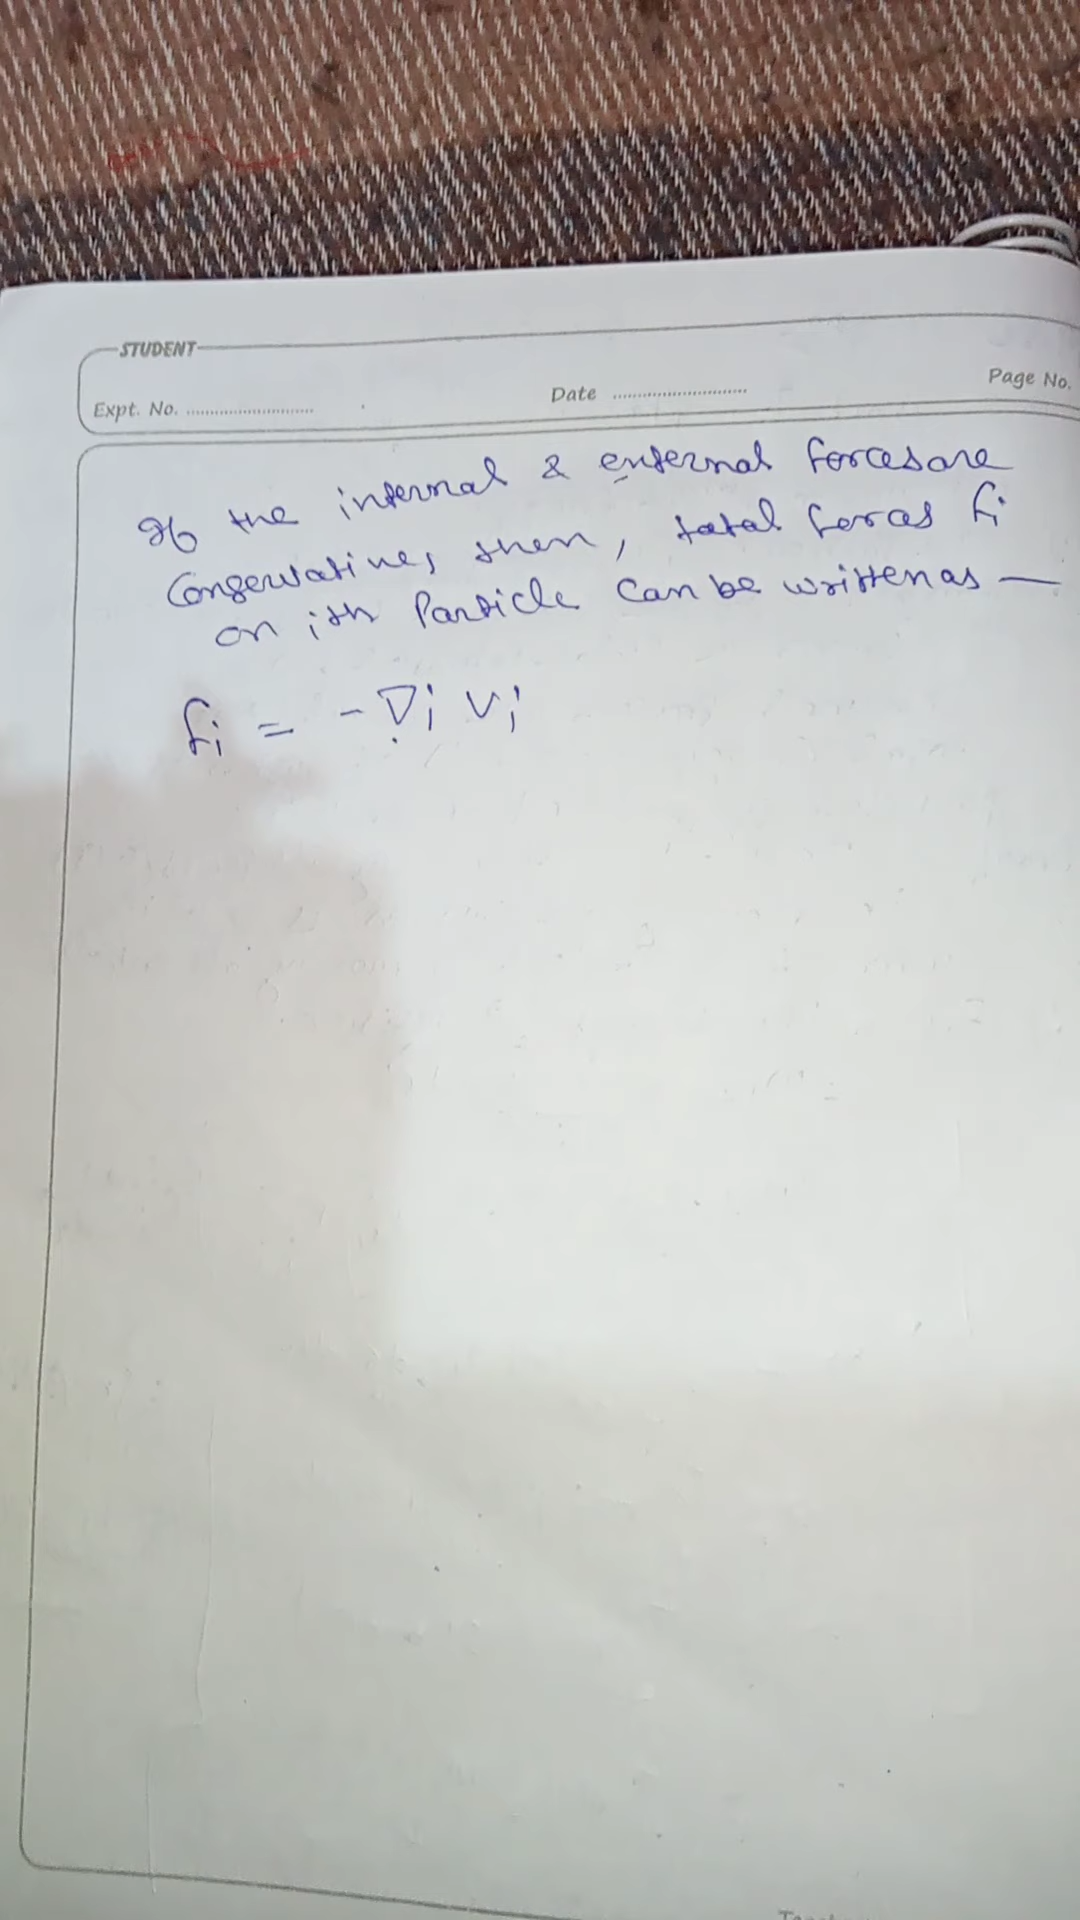 STUDENT
Expt. No. ........................
Date ........................
Page No.
If the internal & external forces are
Conservative, then, total forces fi
on ith Particle can be written as —
fi = -∇i Vi